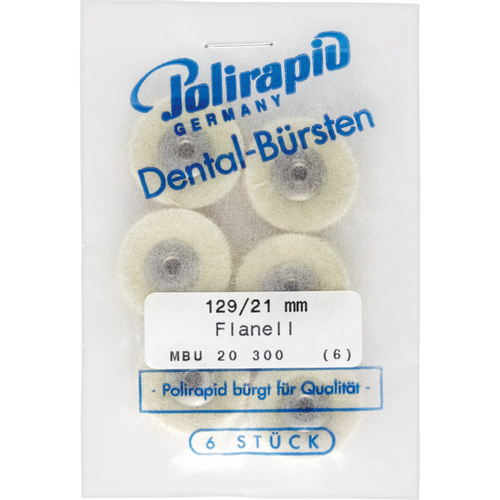 Polirapid
GERMANY
Dental-Bürsten
129/21 mm
Flanell
MBU 20 300 (6)
- Polirapid bürgt für Qualität -
6 STÜCK